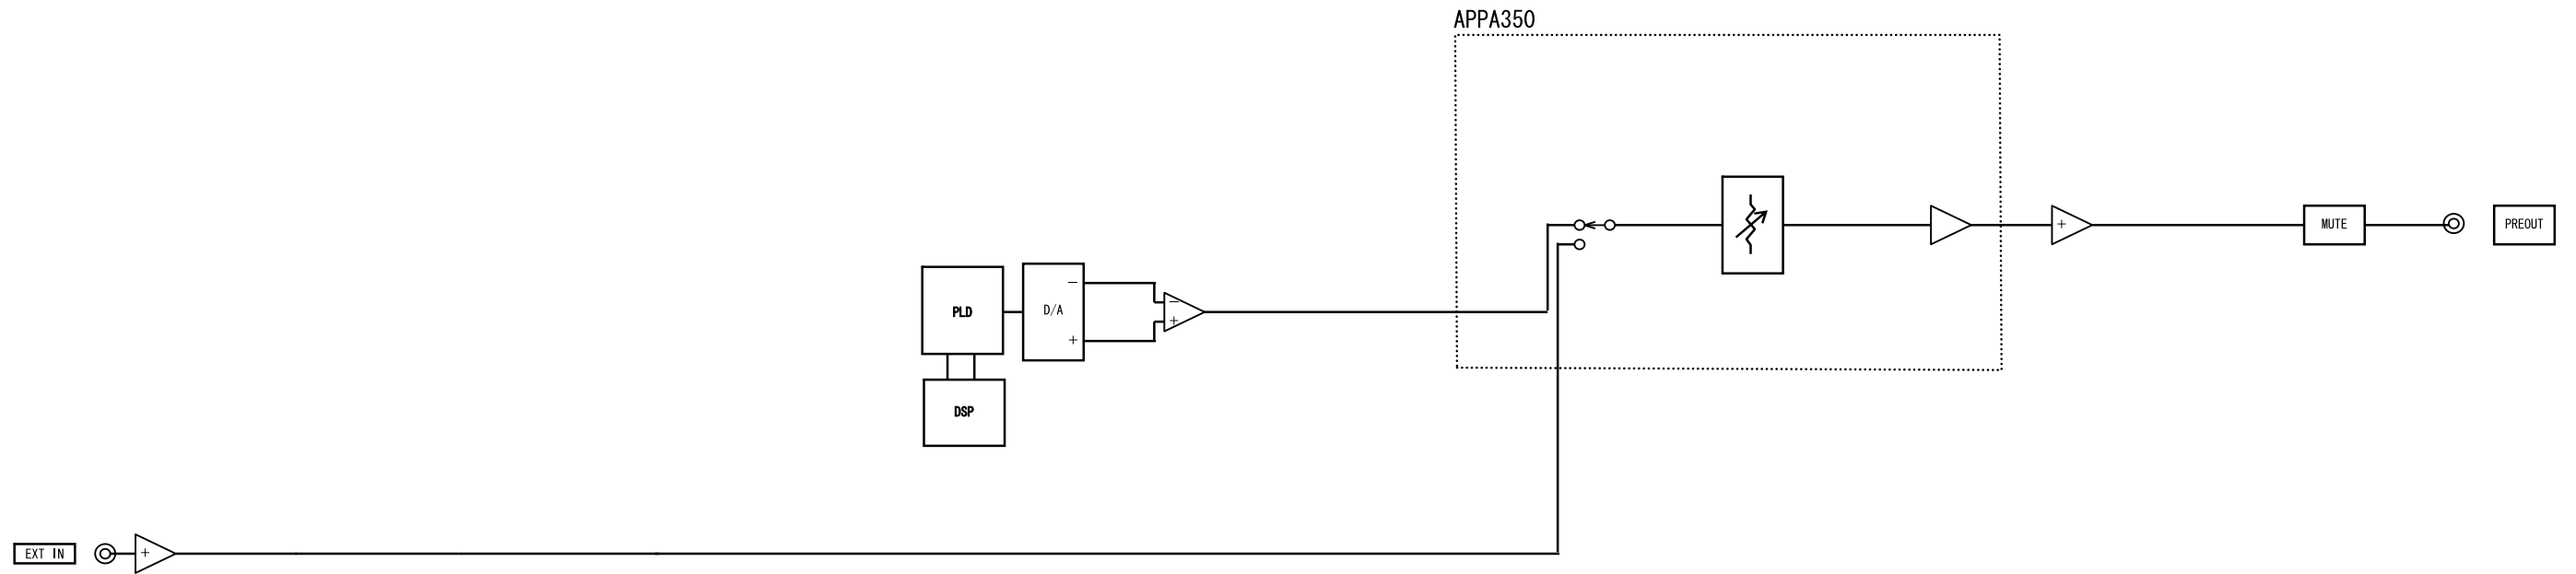 APPA350
PLD
D/A
−
+
−
+
DSP
+
MUTE
PREOUT
EXT IN
+